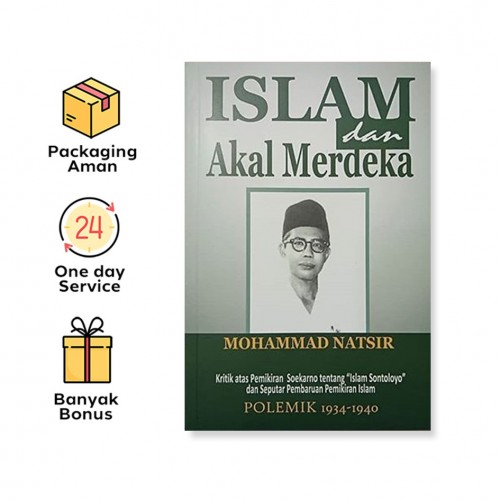 Packaging
Aman
24
One day
Service
Banyak
Bonus
ISLAM
dan
Akal Merdeka
MOHAMMAD NATSIR
Kritik atas Pemikiran Soekarno tentang "Islam Sontoloyo"
dan Seputar Pembaruan Pemikiran Islam
POLEMIK 1934-1940